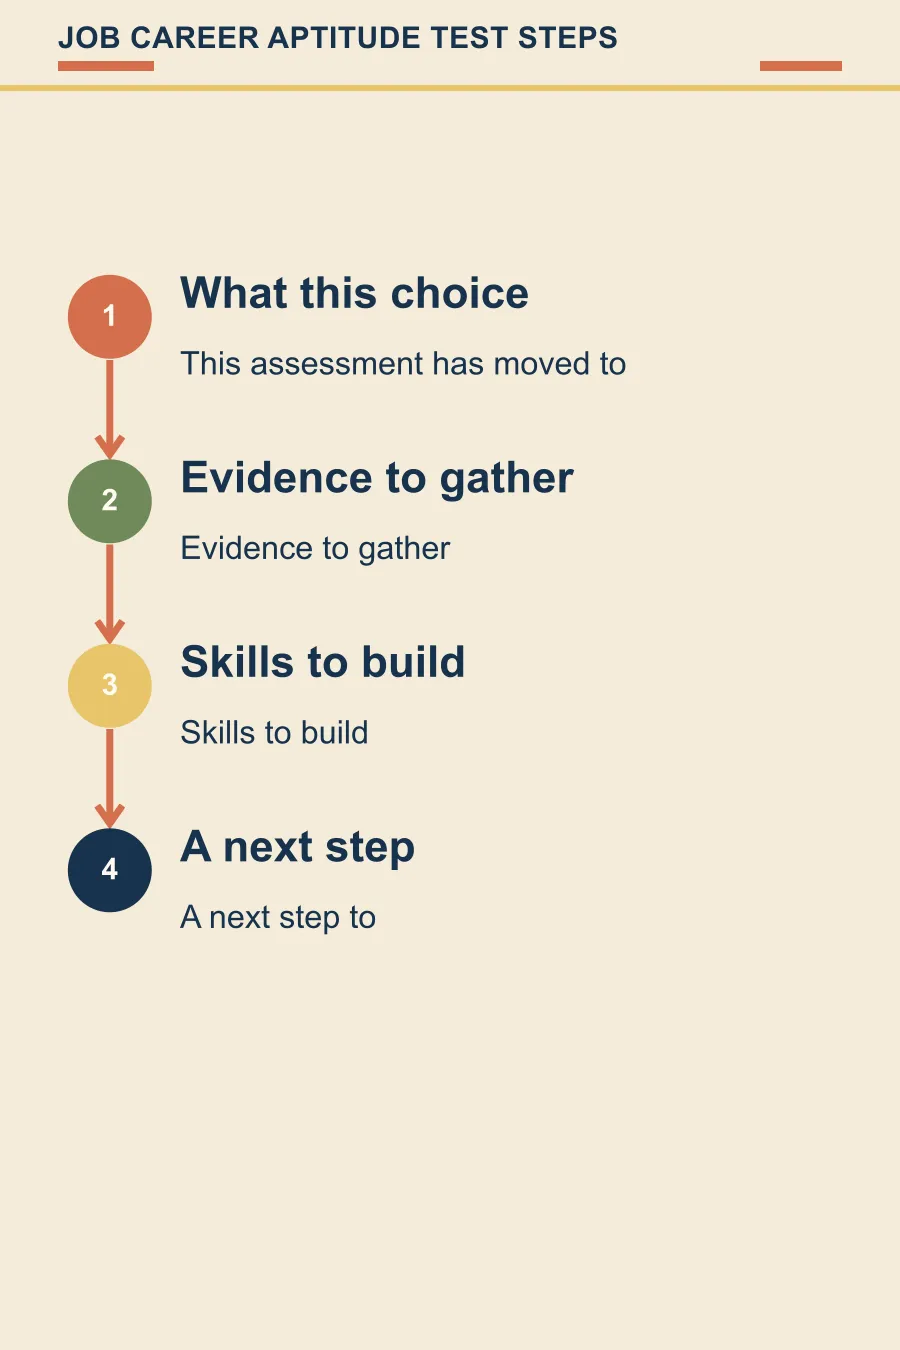 JOB CAREER APTITUDE TEST STEPS
1
What this choice
This assessment has moved to
2
Evidence to gather
Evidence to gather
3
Skills to build
Skills to build
4
A next step
A next step to